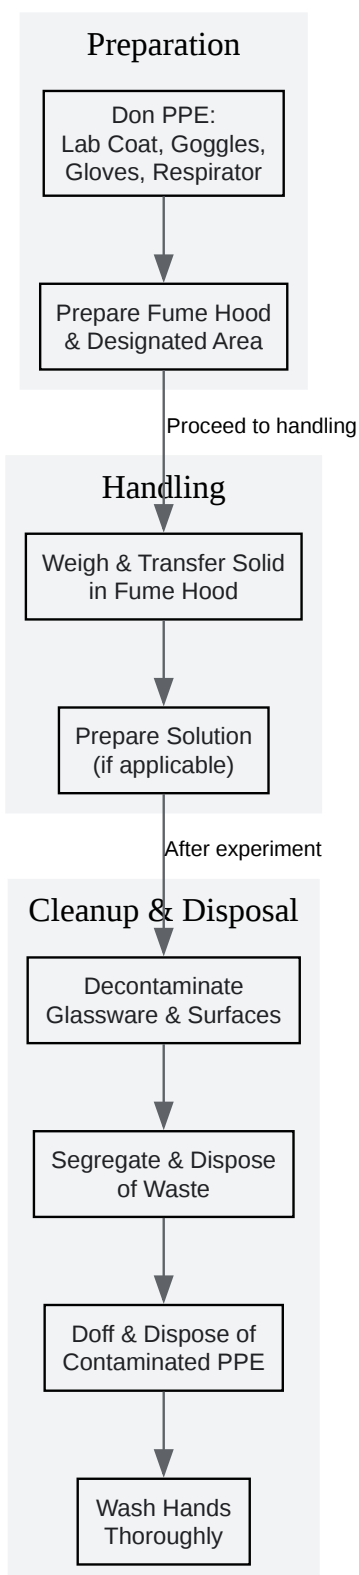 Preparation
Don PPE:
Lab Coat, Goggles,
Gloves, Respirator
Prepare Fume Hood
& Designated Area
Proceed to handling
Handling
Weigh & Transfer Solid
in Fume Hood
Prepare Solution
(if applicable)
After experiment
Cleanup & Disposal
Decontaminate
Glassware & Surfaces
Segregate & Dispose
of Waste
Doff & Dispose of
Contaminated PPE
Wash Hands
Thoroughly